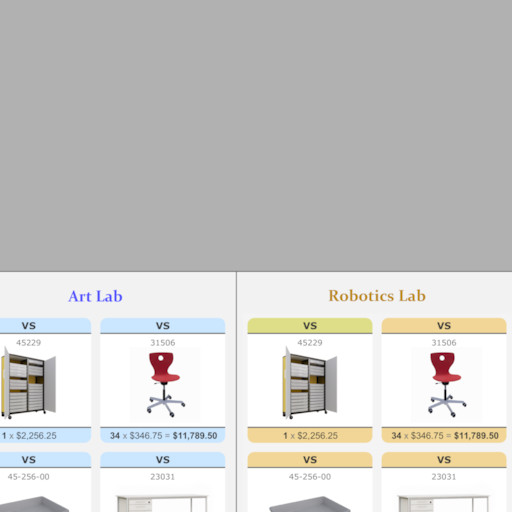 Art Lab
VS
45229
1 x $2,256.25
VS
31506
34 x $346.75 = $11,789.50
VS
45-256-00
VS
23031
Robotics Lab
VS
45229
1 x $2,256.25
VS
31506
34 x $346.75 = $11,789.50
VS
45-256-00
VS
23031